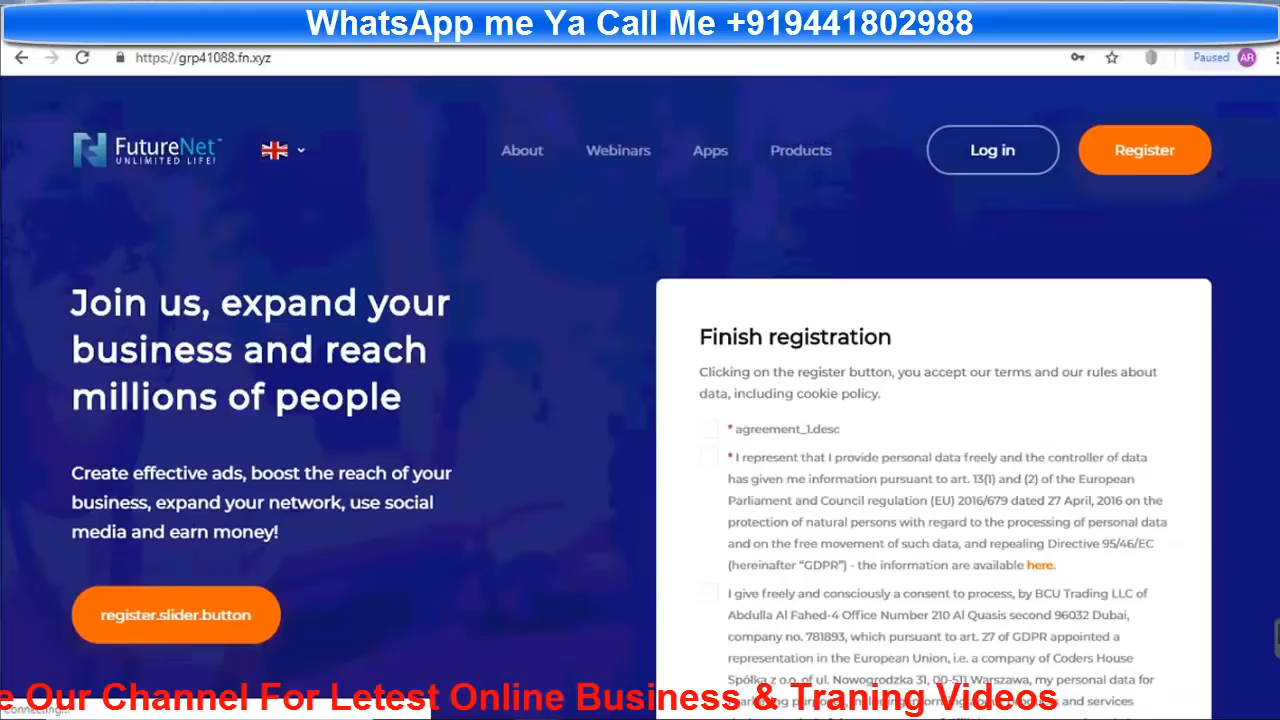 WhatsApp me Ya Call Me +919441802988
https://grp41088.fn.xyz
Paused AR
FutureNet
UNLIMITED LIFE!
About Webinars Apps Products
Log in Register
Join us, expand your
business and reach
millions of people
Create effective ads, boost the reach of your
business, expand your network, use social
media and earn money!
register.slider.button
Finish registration
Clicking on the register button, you accept our terms and our rules about
data, including cookie policy.
* agreement_1.desc
* I represent that I provide personal data freely and the controller of data
has given me information pursuant to art. 13(1) and (2) of the European
Parliament and Council regulation (EU) 2016/679 dated 27 April, 2016 on the
protection of natural persons with regard to the processing of personal data
and on the free movement of such data, and repealing Directive 95/46/EC
(hereinafter “GDPR”) - the information are available here.
I give freely and consciously a consent to process, by BCU Trading LLC of
Abdulla Al Fahed-4 Office Number 210 Al Quasis second 96032 Dubai,
company no. 781893, which pursuant to art. 27 of GDPR appointed a
representation in the European Union, i.e. a company of Coders House
Spółka z o.o. of ul. Nowogrodzka 31, 00-511 Warszawa, my personal data for
e Our Channel For Letest Online Business & Traning Videos
Connecting...